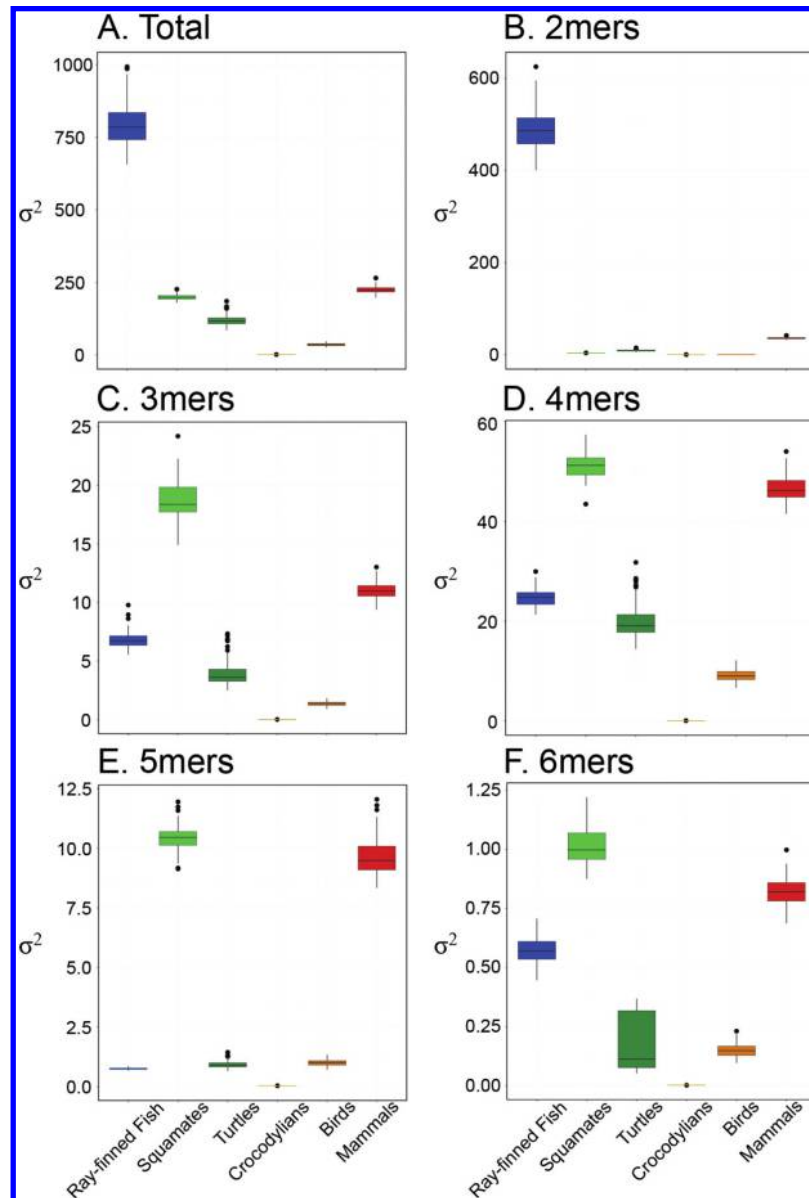 A. Total
1000
750
500
250
0
σ²
B. 2mers
600
400
200
0
σ²
C. 3mers
25
20
15
10
5
0
σ²
D. 4mers
60
40
20
0
σ²
E. 5mers
12.5
10.0
7.5
5.0
2.5
0.0
σ²
Ray-finned Fish
Squamates
Turtles
Crocodylians
Birds
Mammals
F. 6mers
1.25
1.00
0.75
0.50
0.25
0.00
σ²
Ray-finned Fish
Squamates
Turtles
Crocodylians
Birds
Mammals